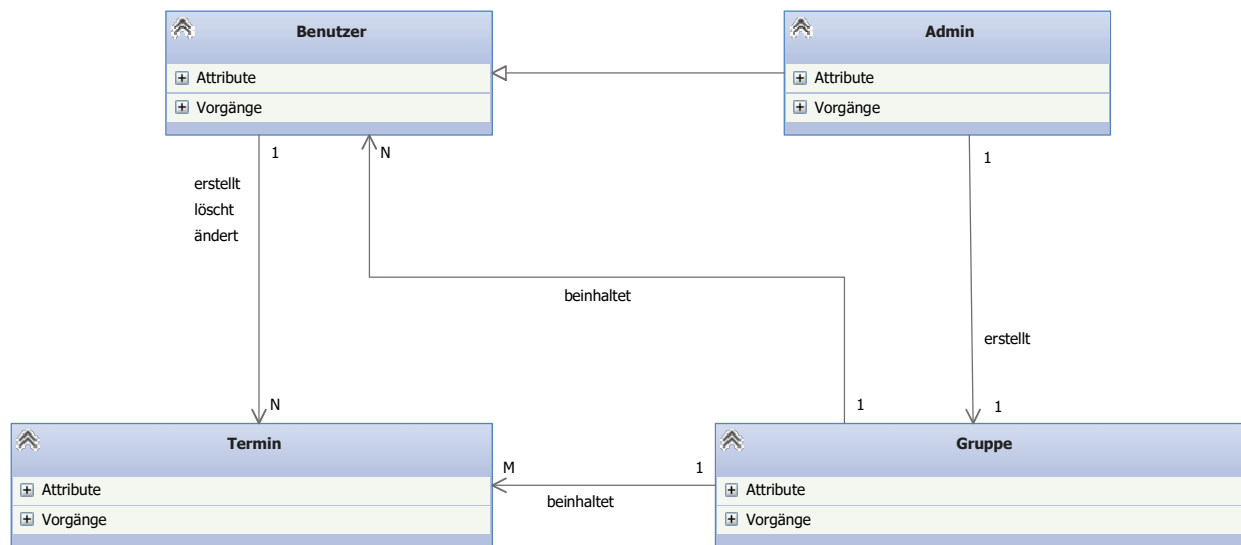 Benutzer
Attribute
Vorgänge
Admin
Attribute
Vorgänge
1
N
1
erstellt
löscht
ändert
beinhaltet
erstellt
N
1
1
Termin
Attribute
Vorgänge
M
1
beinhaltet
Gruppe
Attribute
Vorgänge